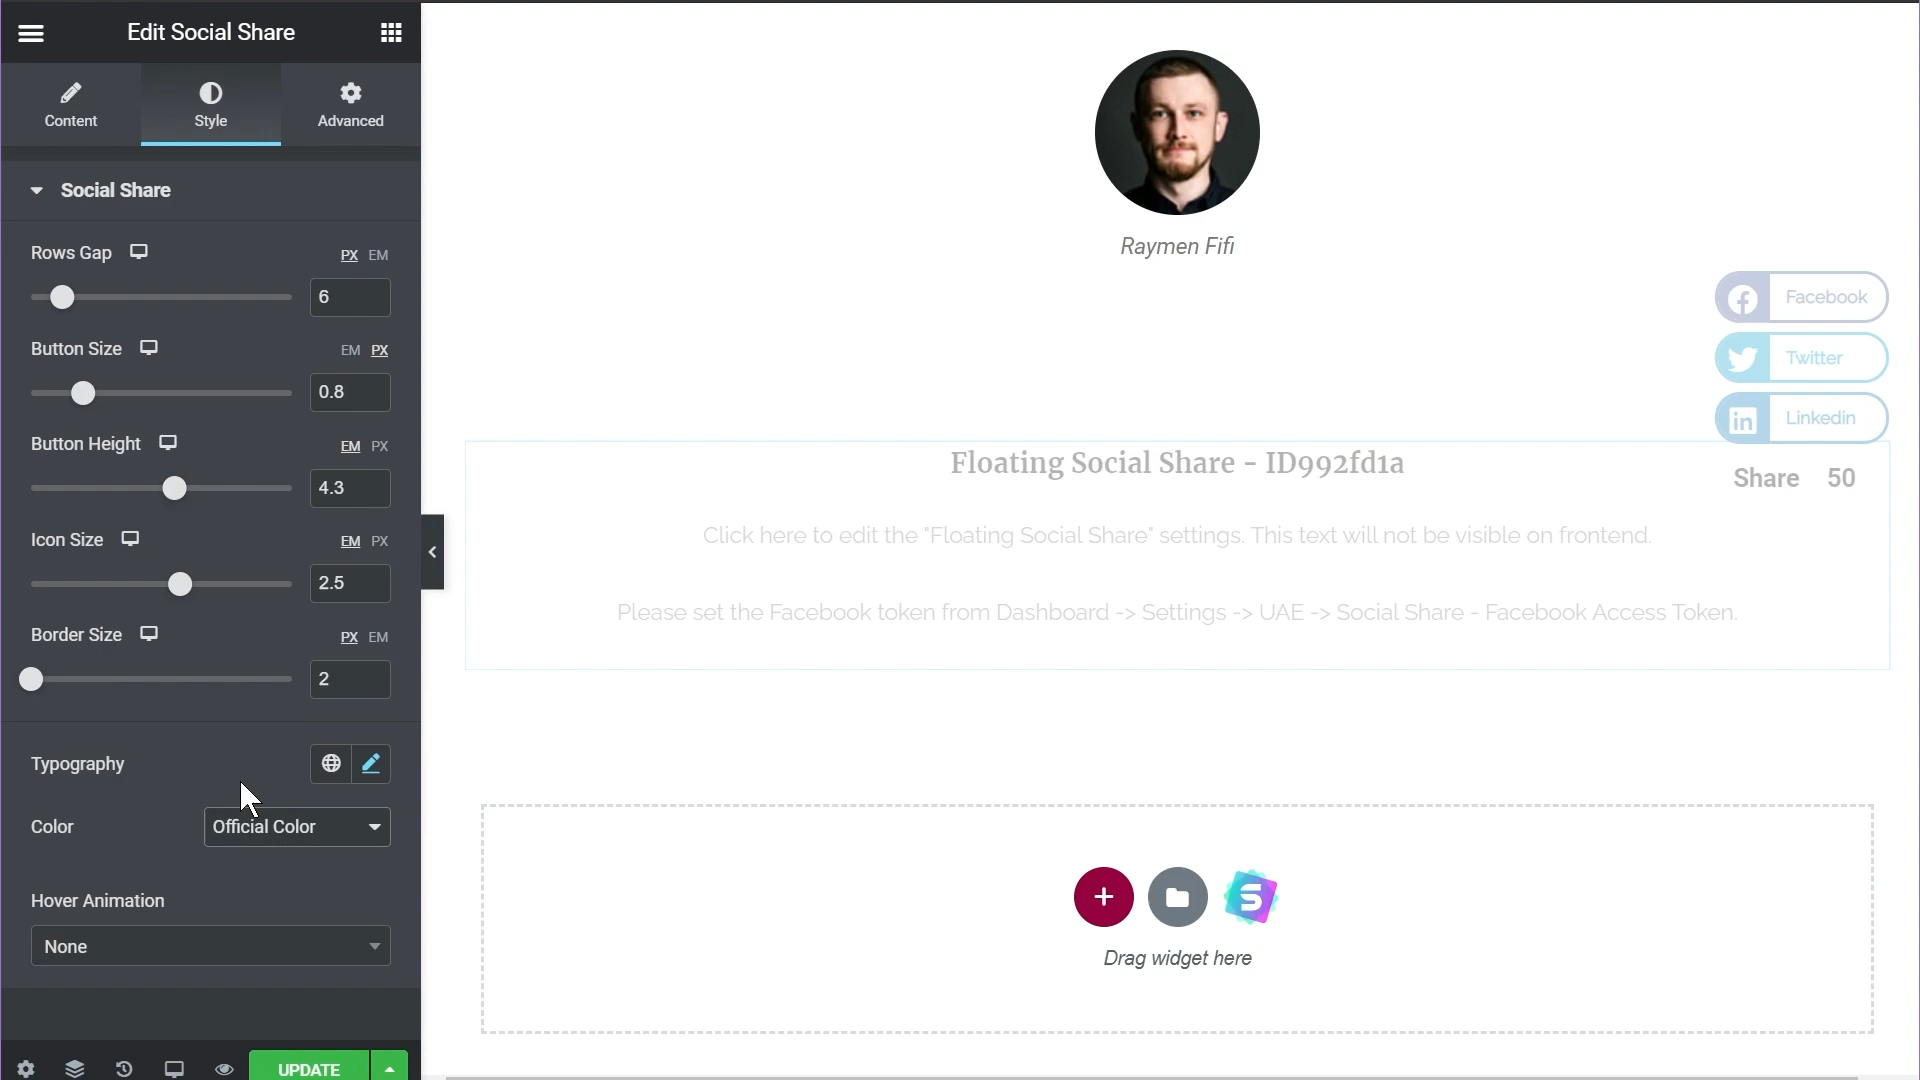 Edit Social Share
Content
Style
Advanced
Social Share
Rows Gap
PX EM
6
Button Size
EM PX
0.8
Button Height
EM PX
4.3
Icon Size
EM PX
2.5
Border Size
PX EM
2
Typography
Color
Official Color
Hover Animation
None
UPDATE
Raymen Fifi
Facebook
Twitter
Linkedin
Share 50
Floating Social Share - ID992fd1a
Click here to edit the "Floating Social Share" settings. This text will not be visible on frontend.
Please set the Facebook token from Dashboard -> Settings -> UAE -> Social Share - Facebook Access Token.
Drag widget here